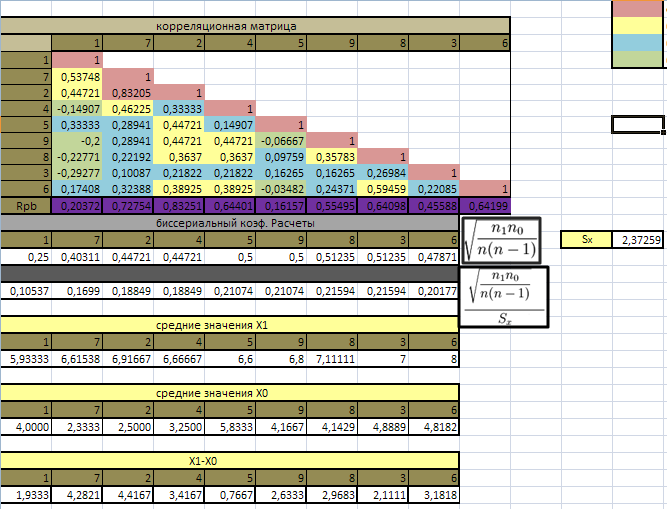 корреляционная матрица
1 7 2 4 5 9 8 3 6
1 1
7 0,53748 1
2 0,44721 0,83205 1
4 -0,14907 0,46225 0,33333 1
5 0,33333 0,28941 0,44721 0,14907 1
9 -0,2 0,28941 0,44721 0,44721 -0,06667 1
8 -0,22771 0,22192 0,3637 0,3637 0,09759 0,35783 1
3 -0,29277 0,10087 0,21822 0,21822 0,16265 0,16265 0,26984 1
6 0,17408 0,32388 0,38925 0,38925 -0,03482 0,24371 0,59459 0,22085 1
Rpb 0,20372 0,72754 0,83251 0,64401 0,16157 0,55495 0,64098 0,45588 0,64199
биссериальный коэф. Расчеты
1 7 2 4 5 9 8 3 6
0,25 0,40311 0,44721 0,44721 0,5 0,5 0,51235 0,51235 0,47871
√(n₁n₀ / n(n − 1))
Sx 2,37259
0,10537 0,1699 0,18849 0,18849 0,21074 0,21074 0,21594 0,21594 0,20177
√(n₁n₀ / n(n − 1)) / Sₓ
средние значения X1
1 7 2 4 5 9 8 3 6
5,93333 6,61538 6,91667 6,66667 6,6 6,8 7,11111 7 8
средние значения X0
1 7 2 4 5 9 8 3 6
4,0000 2,3333 2,5000 3,2500 5,8333 4,1667 4,1429 4,8889 4,8182
X1-X0
1 7 2 4 5 9 8 3 6
1,9333 4,2821 4,4167 3,4167 0,7667 2,6333 2,9683 2,1111 3,1818